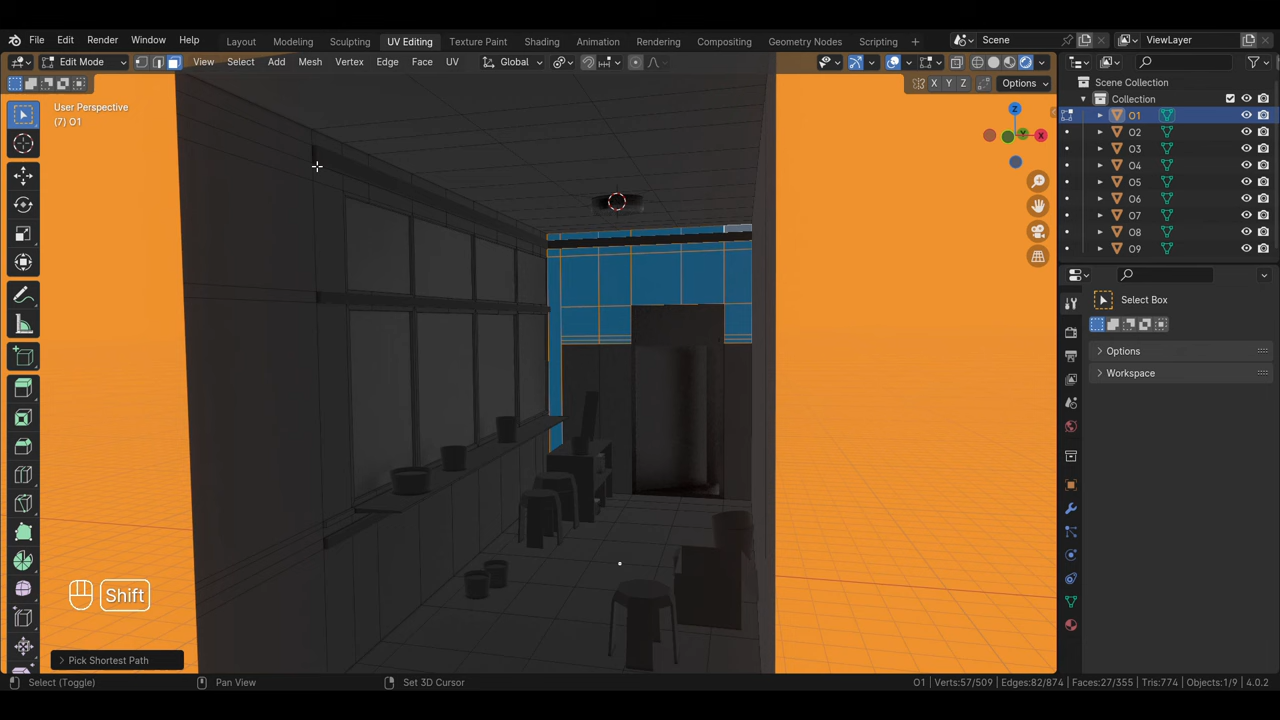 File Edit Render Window Help Layout Modeling Sculpting UV Editing Texture Paint Shading Animation Rendering Compositing Geometry Nodes Scripting + Scene ViewLayer
Edit Mode View Select Add Mesh Vertex Edge Face UV Global
X Y Z Options
User Perspective
(7) O1
Z
Y
X
Scene Collection
Collection
O1
O2
O3
O4
O5
O6
O7
O8
O9
Select Box
Options
Workspace
Shift
Pick Shortest Path
Select (Toggle) Pan View Set 3D Cursor O1 | Verts:57/509 | Edges:82/874 | Faces:27/355 | Tris:774 | Objects:1/9 | 4.0.2